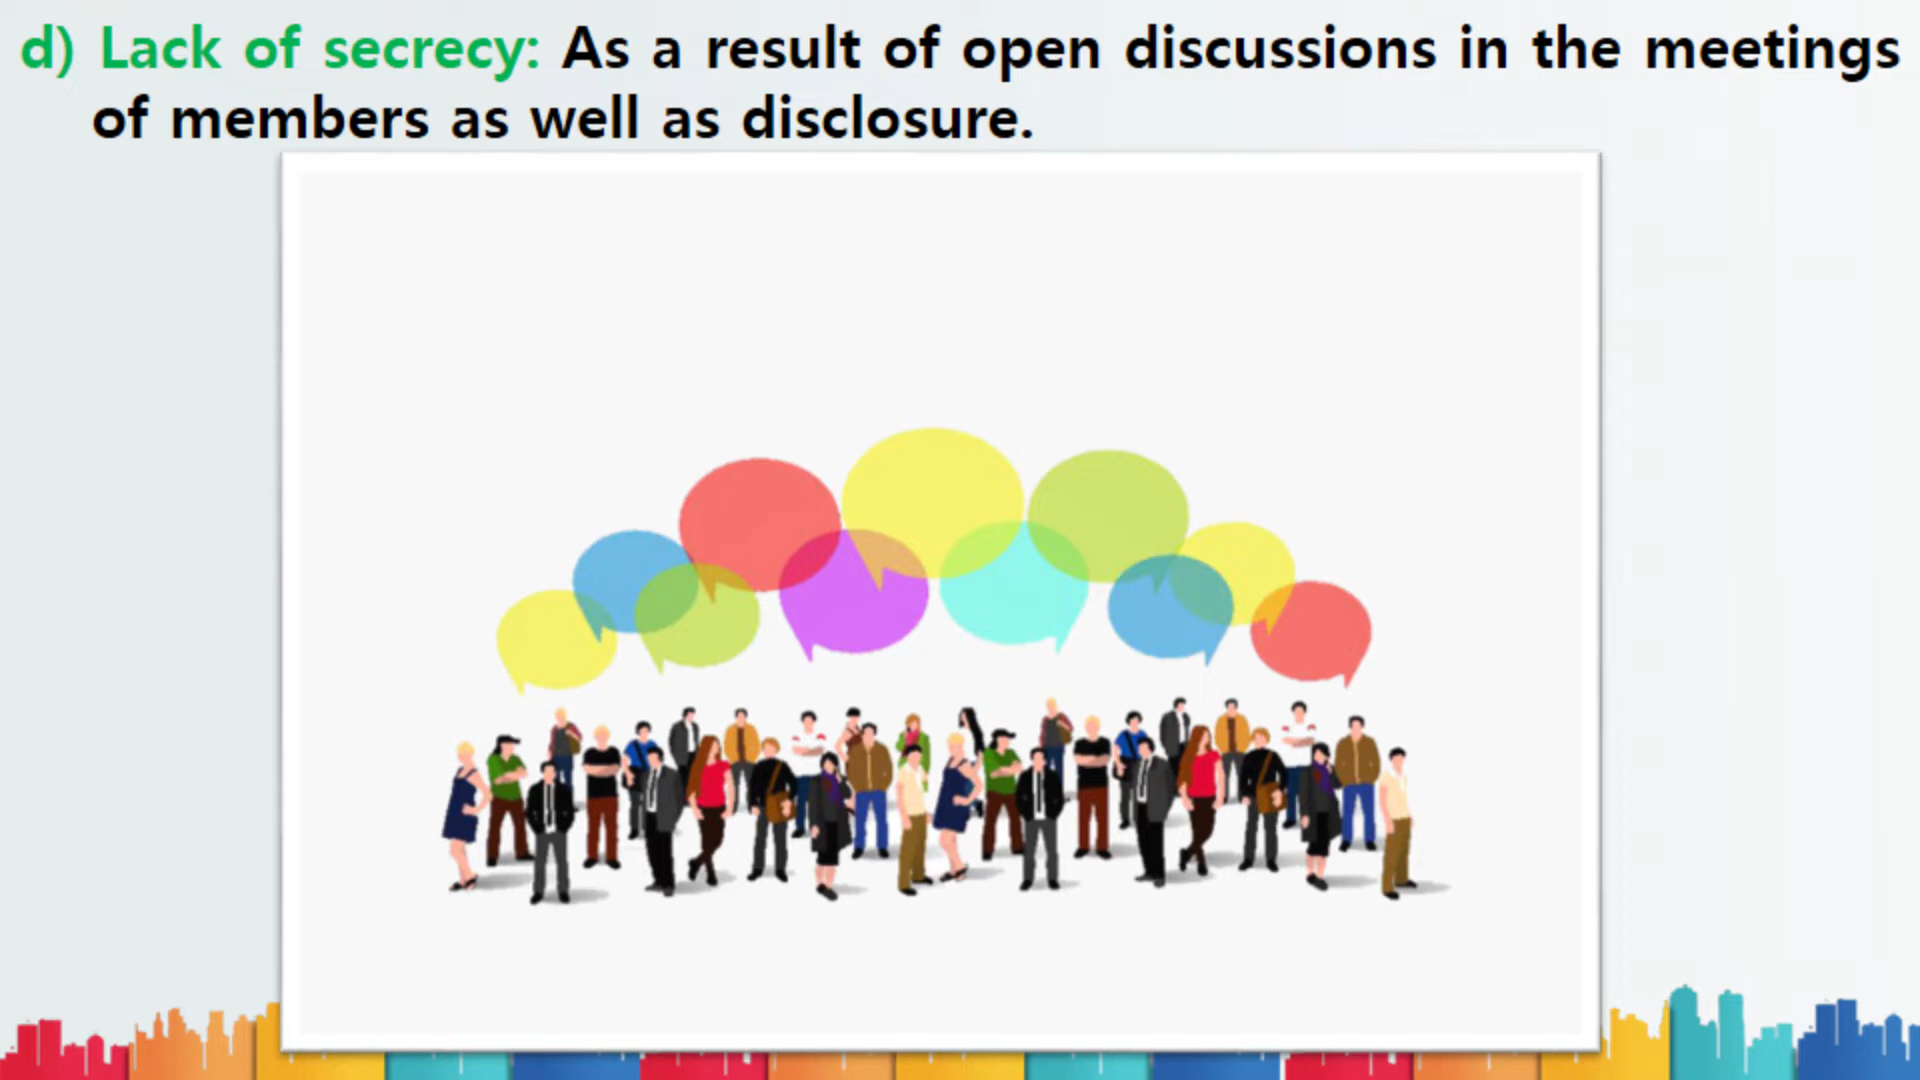 d) Lack of secrecy: As a result of open discussions in the meetings
of members as well as disclosure.